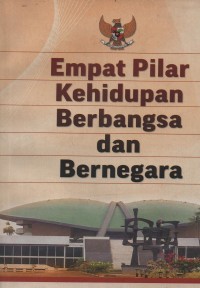 Empat Pilar
Kehidupan
Berbangsa
dan
Bernegara